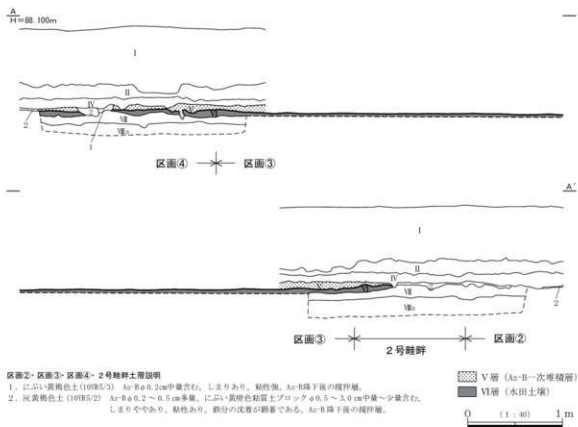 A
H=88.100m
I
II
IV
V
2
VI
VII
VIIIa
2
1
区画④
区画③
A'
I
II
IV
V
VI
2
VII
VIIIa
2
区画③
区画②
2号畦畔
区画②・区画③・区画④・2号畦畔土層説明
1．にぶい黄褐色土(10YR5/3) As-Bφ0.2cm中量含む。しまりあり、粘性強。As-B降下後の撹拌層。
2．灰黄褐色土(10YR5/2) As-Bφ0.2～0.5cm多量、にぶい黄橙色粘質土ブロックφ0.5～3.0cm中量～少量含む。
しまりややあり、粘性あり。鉄分の沈着が顕著である。As-B降下後の撹拌層。
V層（As-B一次堆積層）
VI層（水田土壌）
0 （1：40） 1m